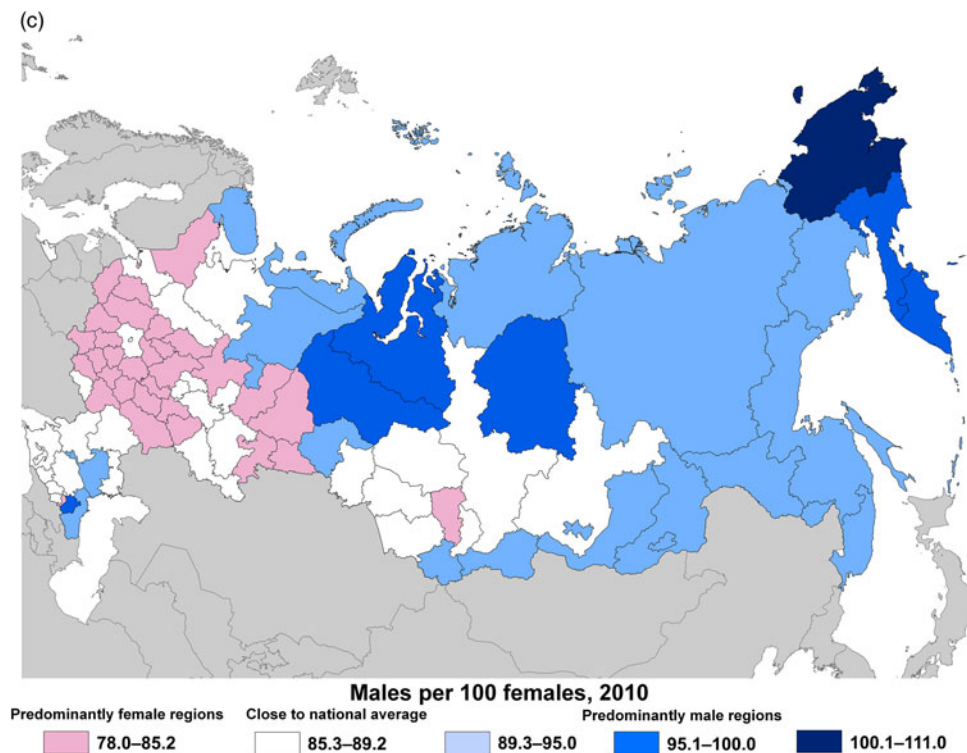 (c)
Males per 100 females, 2010
Predominantly female regions Close to national average Predominantly male regions
78.0–85.2 85.3–89.2 89.3–95.0 95.1–100.0 100.1–111.0